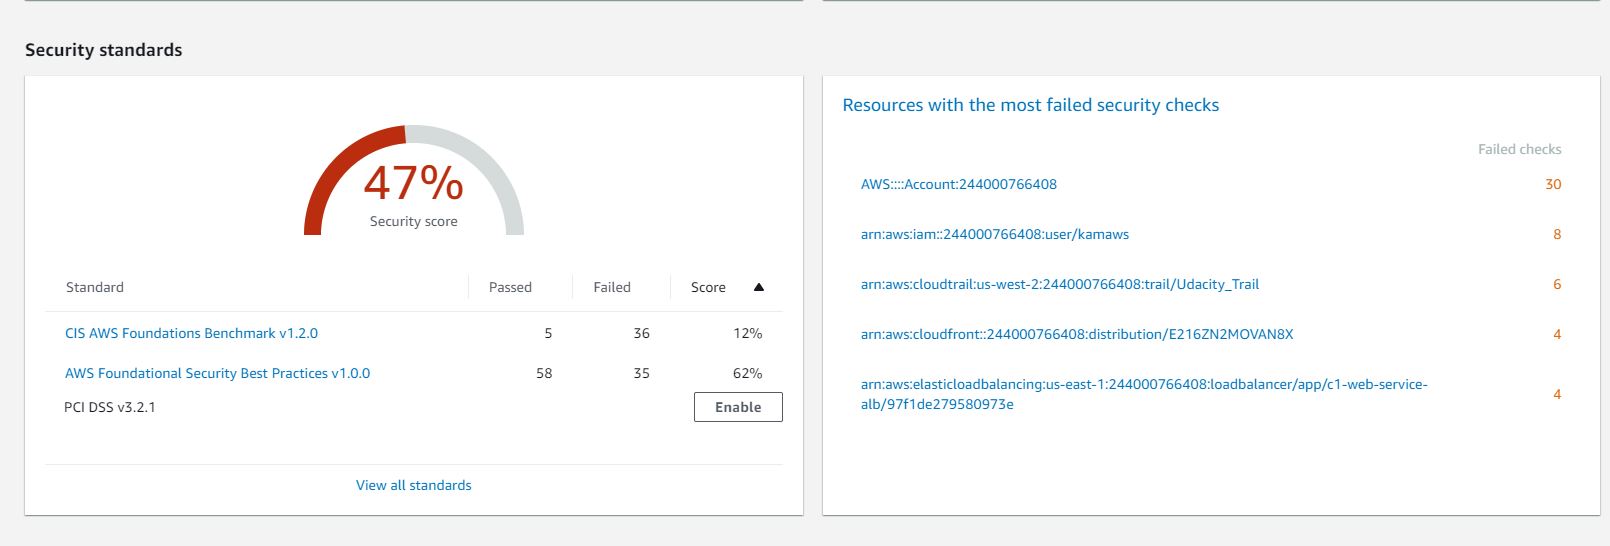 Security standards
47%
Security score
Standard Passed Failed Score
CIS AWS Foundations Benchmark v1.2.0 5 36 12%
AWS Foundational Security Best Practices v1.0.0 58 35 62%
PCI DSS v3.2.1 Enable
View all standards
Resources with the most failed security checks
Failed checks
AWS::::Account:244000766408 30
arn:aws:iam::244000766408:user/kamaws 8
arn:aws:cloudtrail:us-west-2:244000766408:trail/Udacity_Trail 6
arn:aws:cloudfront::244000766408:distribution/E216ZN2MOVAN8X 4
arn:aws:elasticloadbalancing:us-east-1:244000766408:loadbalancer/app/c1-web-service-
alb/97f1de279580973e 4